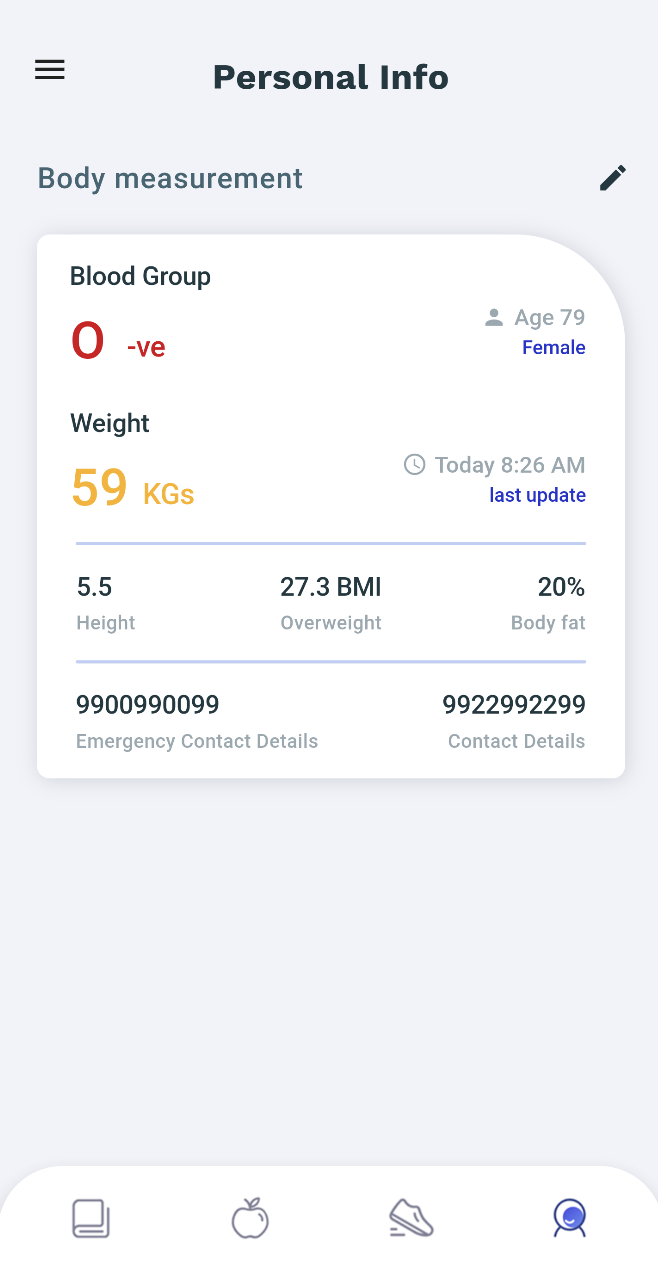 Personal Info
Body measurement
Blood Group
O -ve
Age 79
Female
Weight
59 KGs
Today 8:26 AM
last update
5.5 27.3 BMI 20%
Height Overweight Body fat
9900990099 9922992299
Emergency Contact Details Contact Details